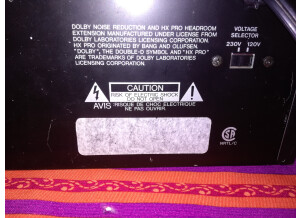 DOLBY NOISE REDUCTION AND HX PRO HEADROOM
EXTENSION MANUFACTURED UNDER LICENSE FROM
DOLBY LABORATORIES LICENSING CORPORATION.
HX PRO ORIGINATED BY BANG AND OLUFSEN.
"DOLBY", THE DOUBLE-D SYMBOL AND "HX PRO"
ARE TRADEMARKS OF DOLBY LABORATORIES
LICENSING CORPORATION.
VOLTAGE
SELECTOR
230V 120V
CAUTION
RISK OF ELECTRIC SHOCK
DO NOT OPEN
AVIS:RISQUE DE CHOC ELECTRIQUE
NE PAS OUVRIR.
NRTL/C